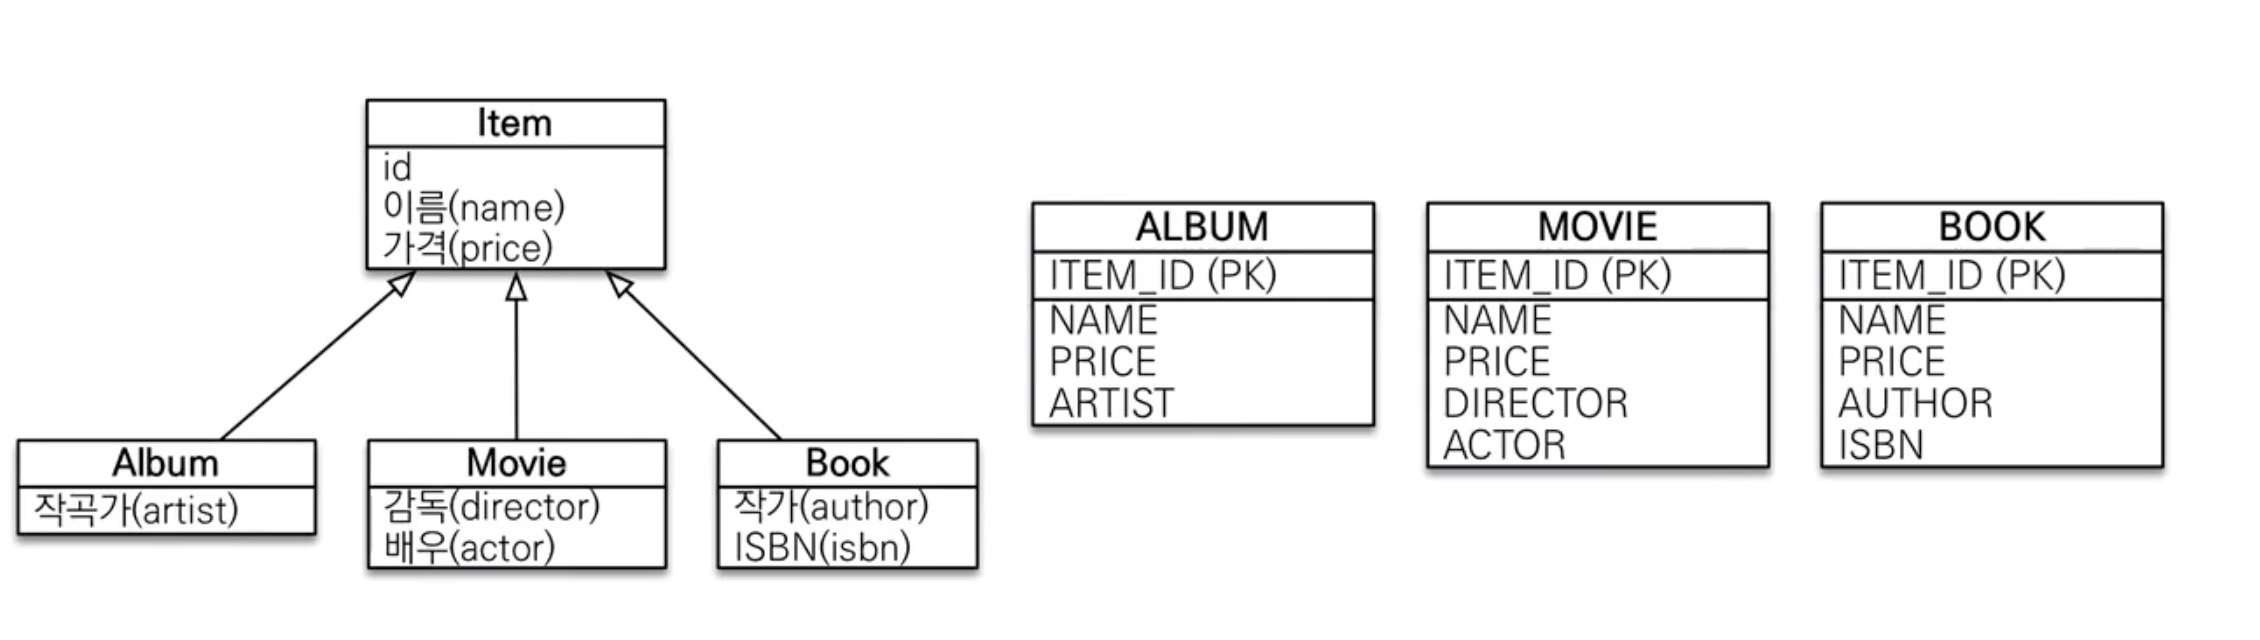 Item
id
이름(name)
가격(price)
Album
작곡가(artist)
Movie
감독(director)
배우(actor)
Book
작가(author)
ISBN(isbn)
ALBUM
ITEM_ID (PK)
NAME
PRICE
ARTIST
MOVIE
ITEM_ID (PK)
NAME
PRICE
DIRECTOR
ACTOR
BOOK
ITEM_ID (PK)
NAME
PRICE
AUTHOR
ISBN